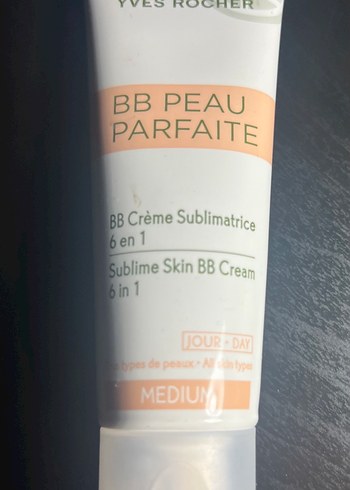 YVES ROCHER
BB PEAU
PARFAITE
BB Crème Sublimatrice
6 en 1
Sublime Skin BB Cream
6 in 1
JOUR • DAY
types de peaux • All skin types
MEDIUM